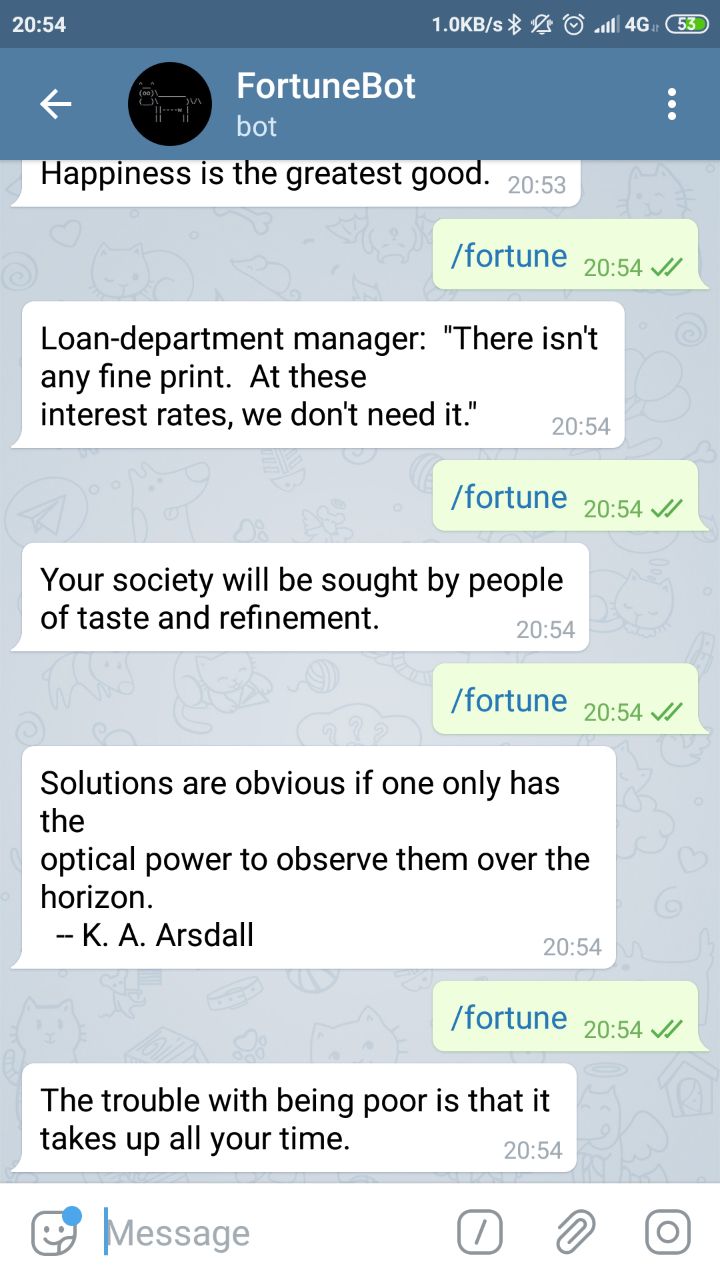 20:54
1.0KB/s 4G 53
FortuneBot
bot
Happiness is the greatest good. 20:53
/fortune 20:54
Loan-department manager:  "There isn't
any fine print.  At these
interest rates, we don't need it." 20:54
/fortune 20:54
Your society will be sought by people
of taste and refinement. 20:54
/fortune 20:54
Solutions are obvious if one only has
the
optical power to observe them over the
horizon.
-- K. A. Arsdall 20:54
/fortune 20:54
The trouble with being poor is that it
takes up all your time. 20:54
Message